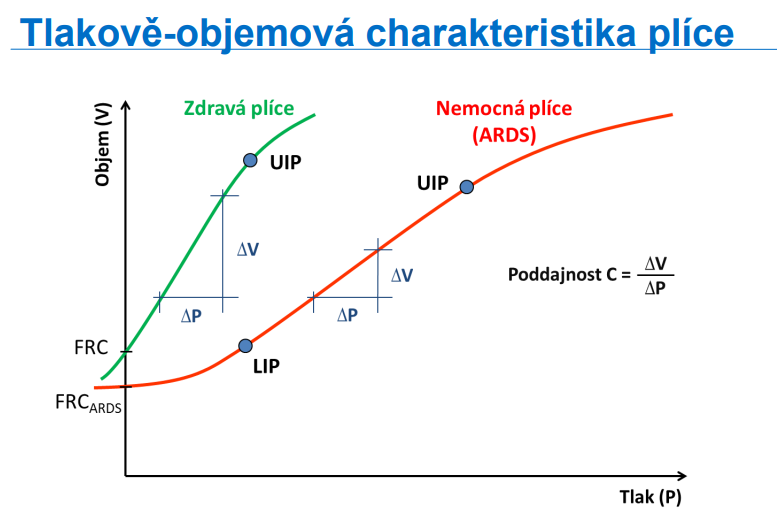 Tlakově-objemová charakteristika plíce
Objem (V)
Zdravá plíce
Nemocná plíce
(ARDS)
UIP
UIP
ΔV
ΔV
Poddajnost C = ΔV
ΔP
ΔP
ΔP
FRC
LIP
FRCARDS
Tlak (P)